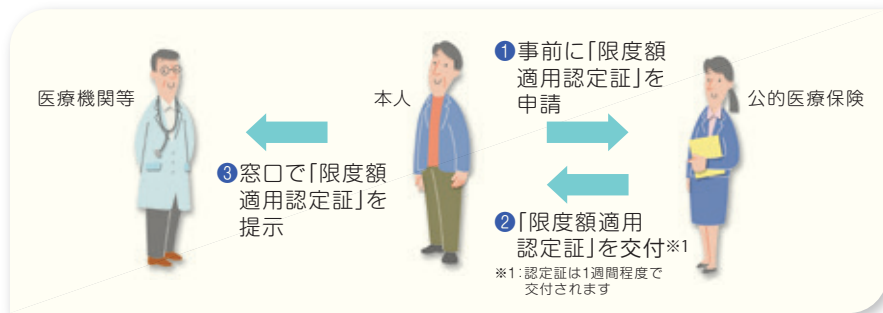 医療機関等
本人
公的医療保険
❶事前に｢限度額
適用認定証｣を
申請
❷｢限度額適用
認定証｣を交付※1
※1：認定証は1週間程度で
交付されます
❸窓口で｢限度額
適用認定証｣を
提示